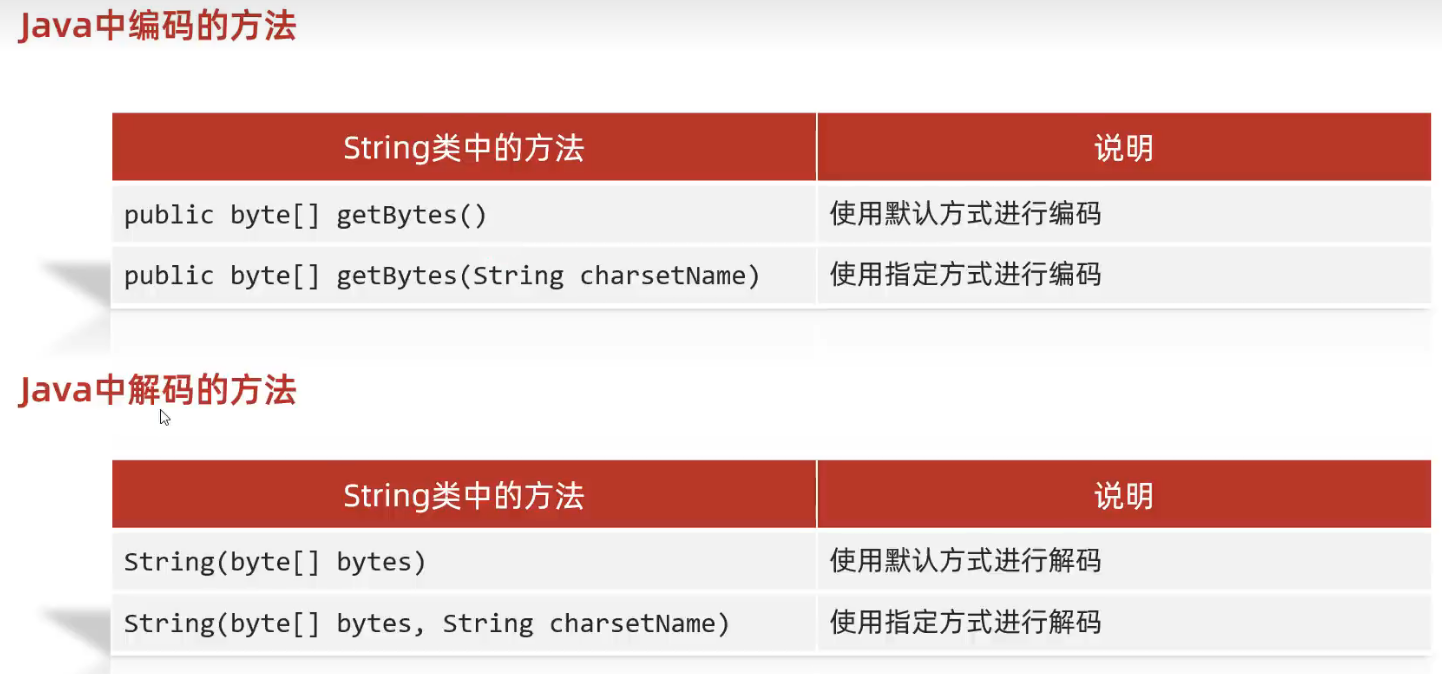 Java中编码的方法
String类中的方法 说明
public byte[] getBytes() 使用默认方式进行编码
public byte[] getBytes(String charsetName) 使用指定方式进行编码
Java中解码的方法
String类中的方法 说明
String(byte[] bytes) 使用默认方式进行解码
String(byte[] bytes, String charsetName) 使用指定方式进行解码